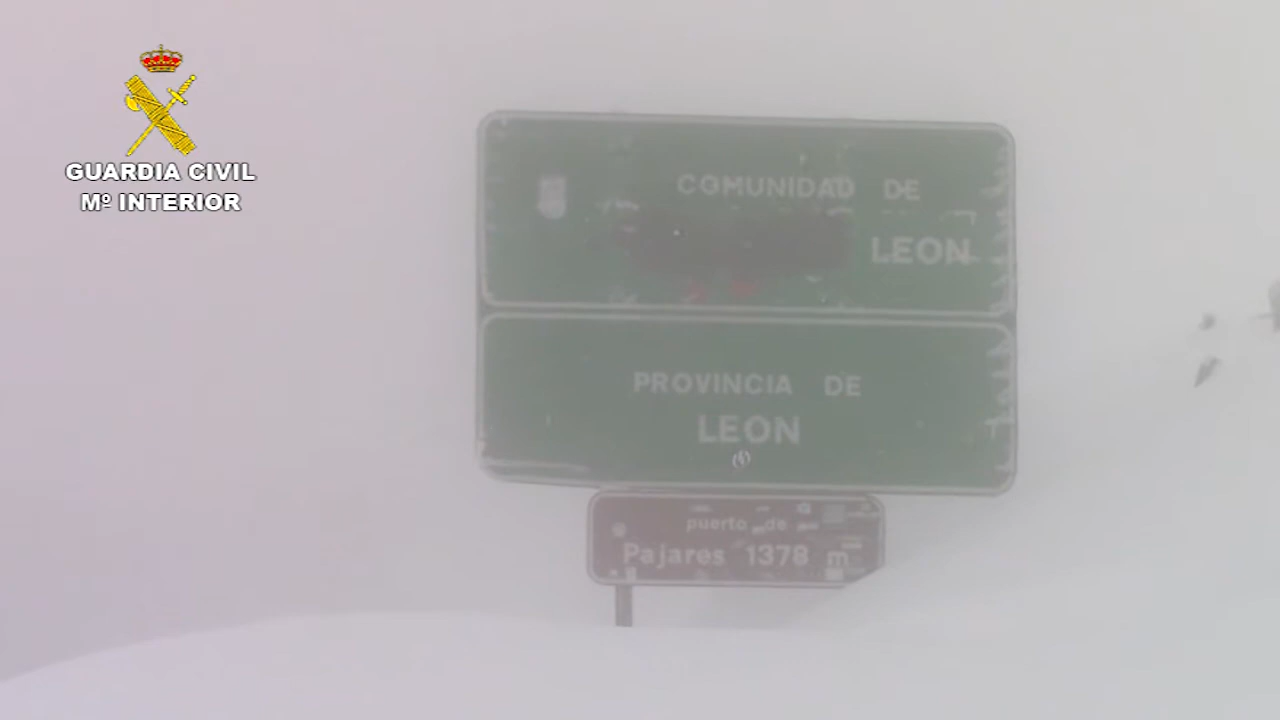 GUARDIA CIVIL
Mº INTERIOR
COMUNIDAD DE
LEON
PROVINCIA DE
LEON
puerto de
Pajares 1378 m